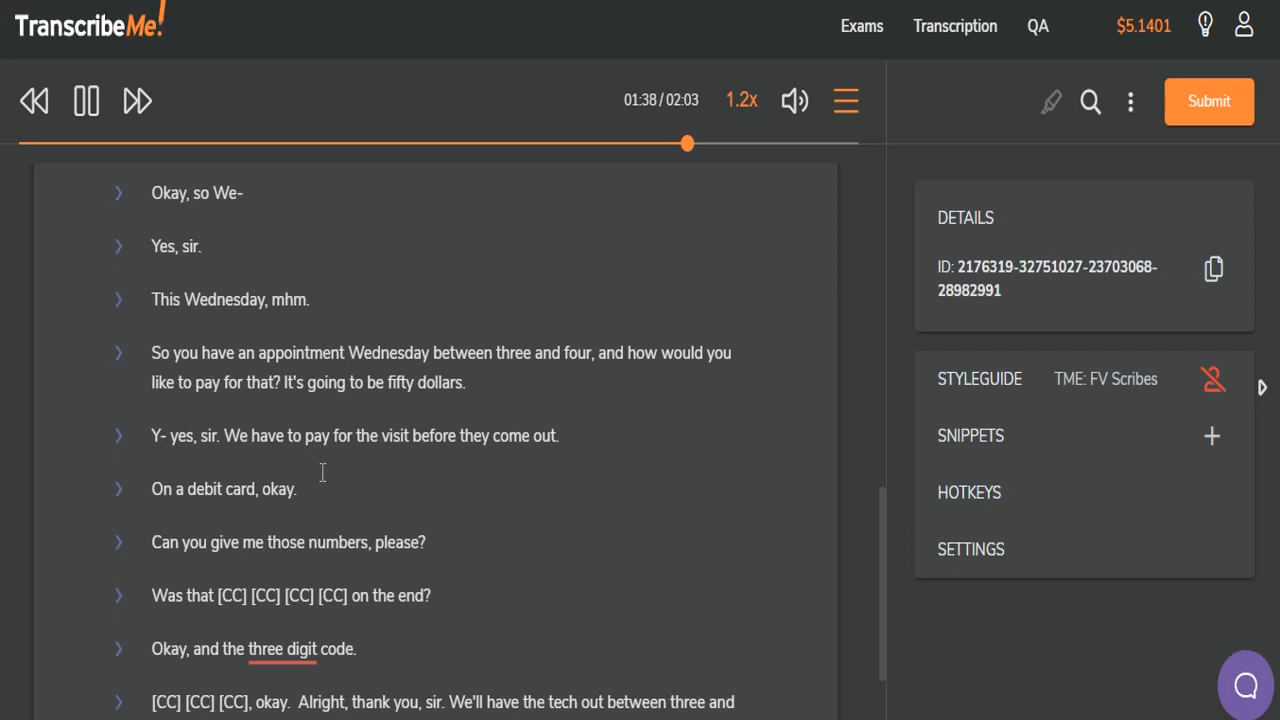 TranscribeMe!
Exams Transcription QA $5.1401
01:38 / 02:03 1.2x Submit
Okay, so We-
Yes, sir.
This Wednesday, mhm.
So you have an appointment Wednesday between three and four, and how would you
like to pay for that? It's going to be fifty dollars.
Y- yes, sir. We have to pay for the visit before they come out.
On a debit card, okay.
Can you give me those numbers, please?
Was that [CC] [CC] [CC] [CC] on the end?
Okay, and the three digit code.
[CC] [CC] [CC], okay.  Alright, thank you, sir. We'll have the tech out between three and
DETAILS
ID: 2176319-32751027-23703068-
28982991
STYLEGUIDE TME: FV Scribes
SNIPPETS
HOTKEYS
SETTINGS